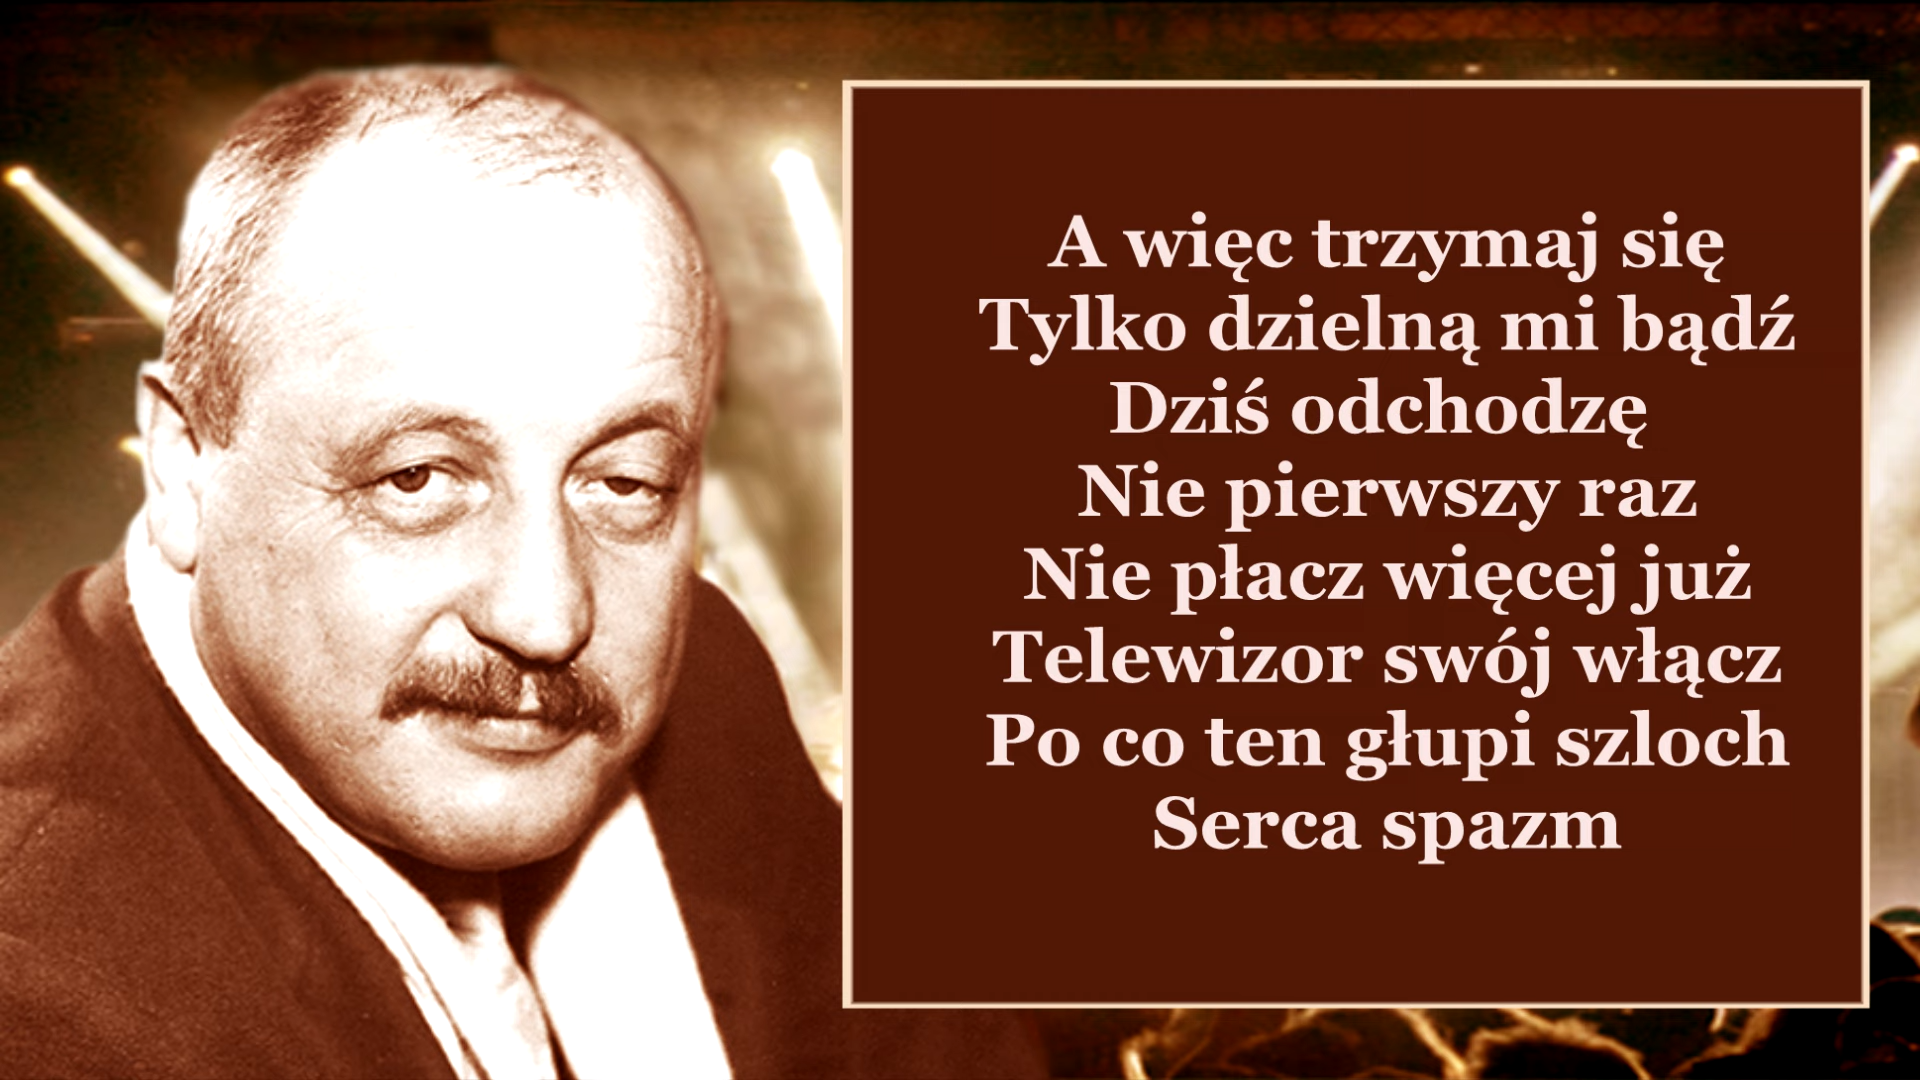 A więc trzymaj się
Tylko dzielną mi bądź
Dziś odchodzę
Nie pierwszy raz
Nie płacz więcej już
Telewizor swój włącz
Po co ten głupi szloch
Serca spazm